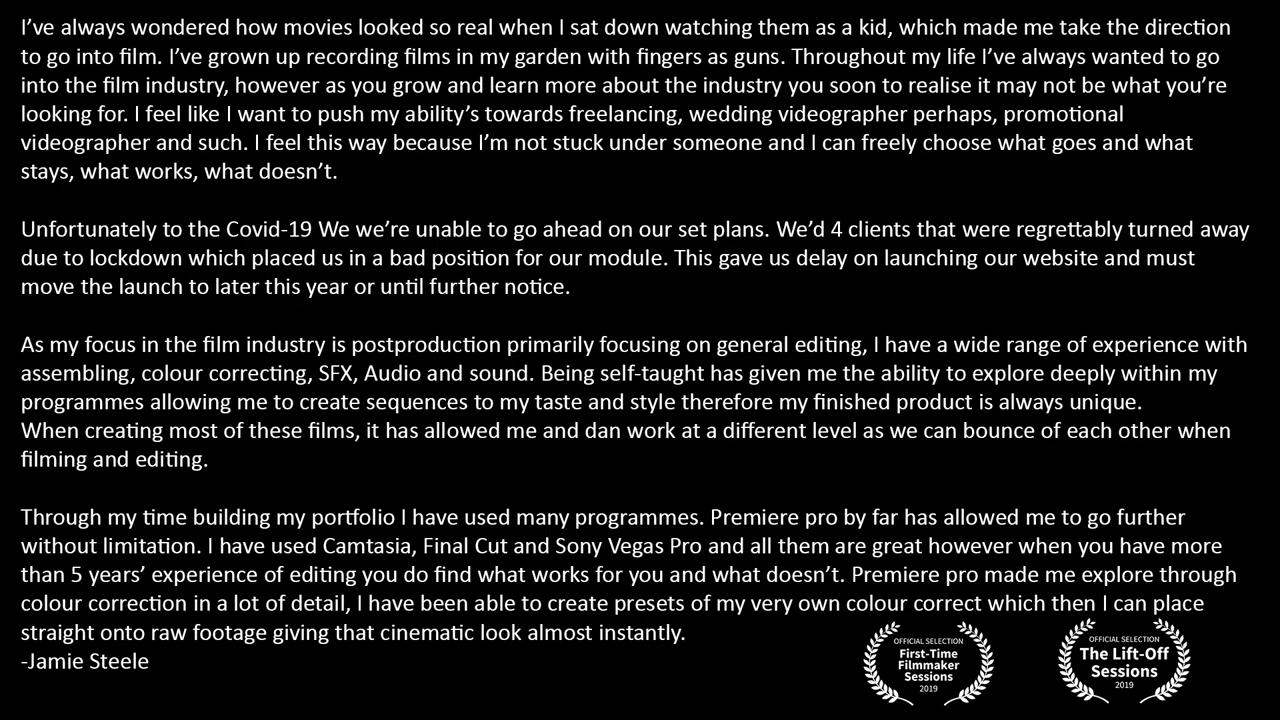 I've always wondered how movies looked so real when I sat down watching them as a kid, which made me take the direction
to go into film. I've grown up recording films in my garden with fingers as guns. Throughout my life I've always wanted to go
into the film industry, however as you grow and learn more about the industry you soon to realise it may not be what you're
looking for. I feel like I want to push my ability's towards freelancing, wedding videographer perhaps, promotional
videographer and such. I feel this way because I'm not stuck under someone and I can freely choose what goes and what
stays, what works, what doesn't.
Unfortunately to the Covid-19 We we're unable to go ahead on our set plans. We'd 4 clients that were regrettably turned away
due to lockdown which placed us in a bad position for our module. This gave us delay on launching our website and must
move the launch to later this year or until further notice.
As my focus in the film industry is postproduction primarily focusing on general editing, I have a wide range of experience with
assembling, colour correcting, SFX, Audio and sound. Being self-taught has given me the ability to explore deeply within my
programmes allowing me to create sequences to my taste and style therefore my finished product is always unique.
When creating most of these films, it has allowed me and dan work at a different level as we can bounce of each other when
filming and editing.
Through my time building my portfolio I have used many programmes. Premiere pro by far has allowed me to go further
without limitation. I have used Camtasia, Final Cut and Sony Vegas Pro and all them are great however when you have more
than 5 years' experience of editing you do find what works for you and what doesn't. Premiere pro made me explore through
colour correction in a lot of detail, I have been able to create presets of my very own colour correct which then I can place
straight onto raw footage giving that cinematic look almost instantly.
-Jamie Steele
OFFICIAL SELECTION
First-Time
Filmmaker
Sessions
2019
OFFICIAL SELECTION
The Lift-Off
Sessions
2019